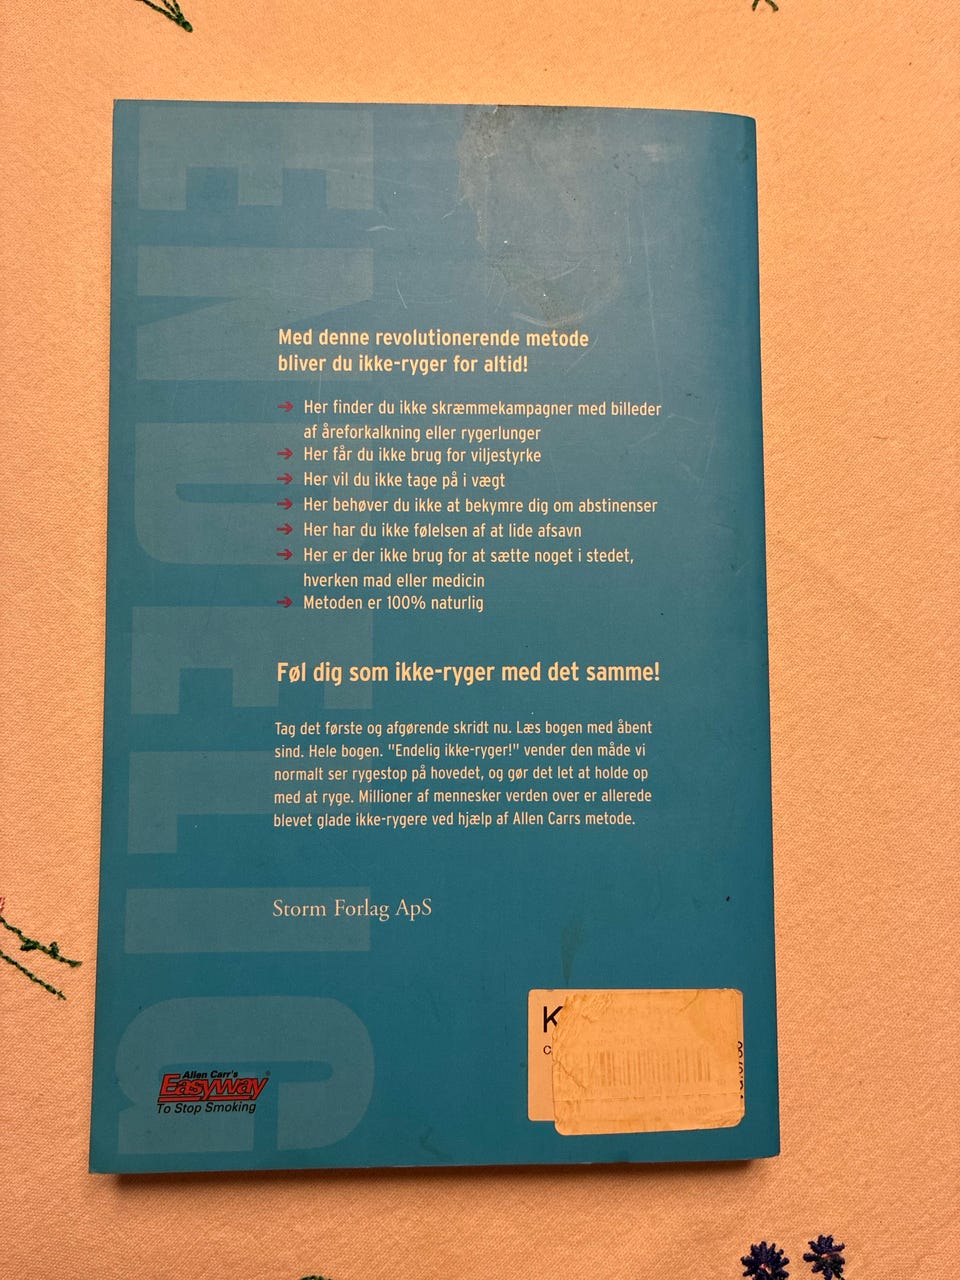 ENDELIG
Med denne revolutionerende metode
bliver du ikke-ryger for altid!
→ Her finder du ikke skræmmekampagner med billeder
af åreforkalkning eller rygerlunger
→ Her får du ikke brug for viljestyrke
→ Her vil du ikke tage på i vægt
→ Her behøver du ikke at bekymre dig om abstinenser
→ Her har du ikke følelsen af at lide afsavn
→ Her er der ikke brug for at sætte noget i stedet,
hverken mad eller medicin
→ Metoden er 100% naturlig
Føl dig som ikke-ryger med det samme!
Tag det første og afgørende skridt nu. Læs bogen med åbent
sind. Hele bogen. "Endelig ikke-ryger!" vender den måde vi
normalt ser rygestop på hovedet, og gør det let at holde op
med at ryge. Millioner af mennesker verden over er allerede
blevet glade ikke-rygere ved hjælp af Allen Carrs metode.
Storm Forlag ApS
K
Allen Carr's
Easyway®
To Stop Smoking